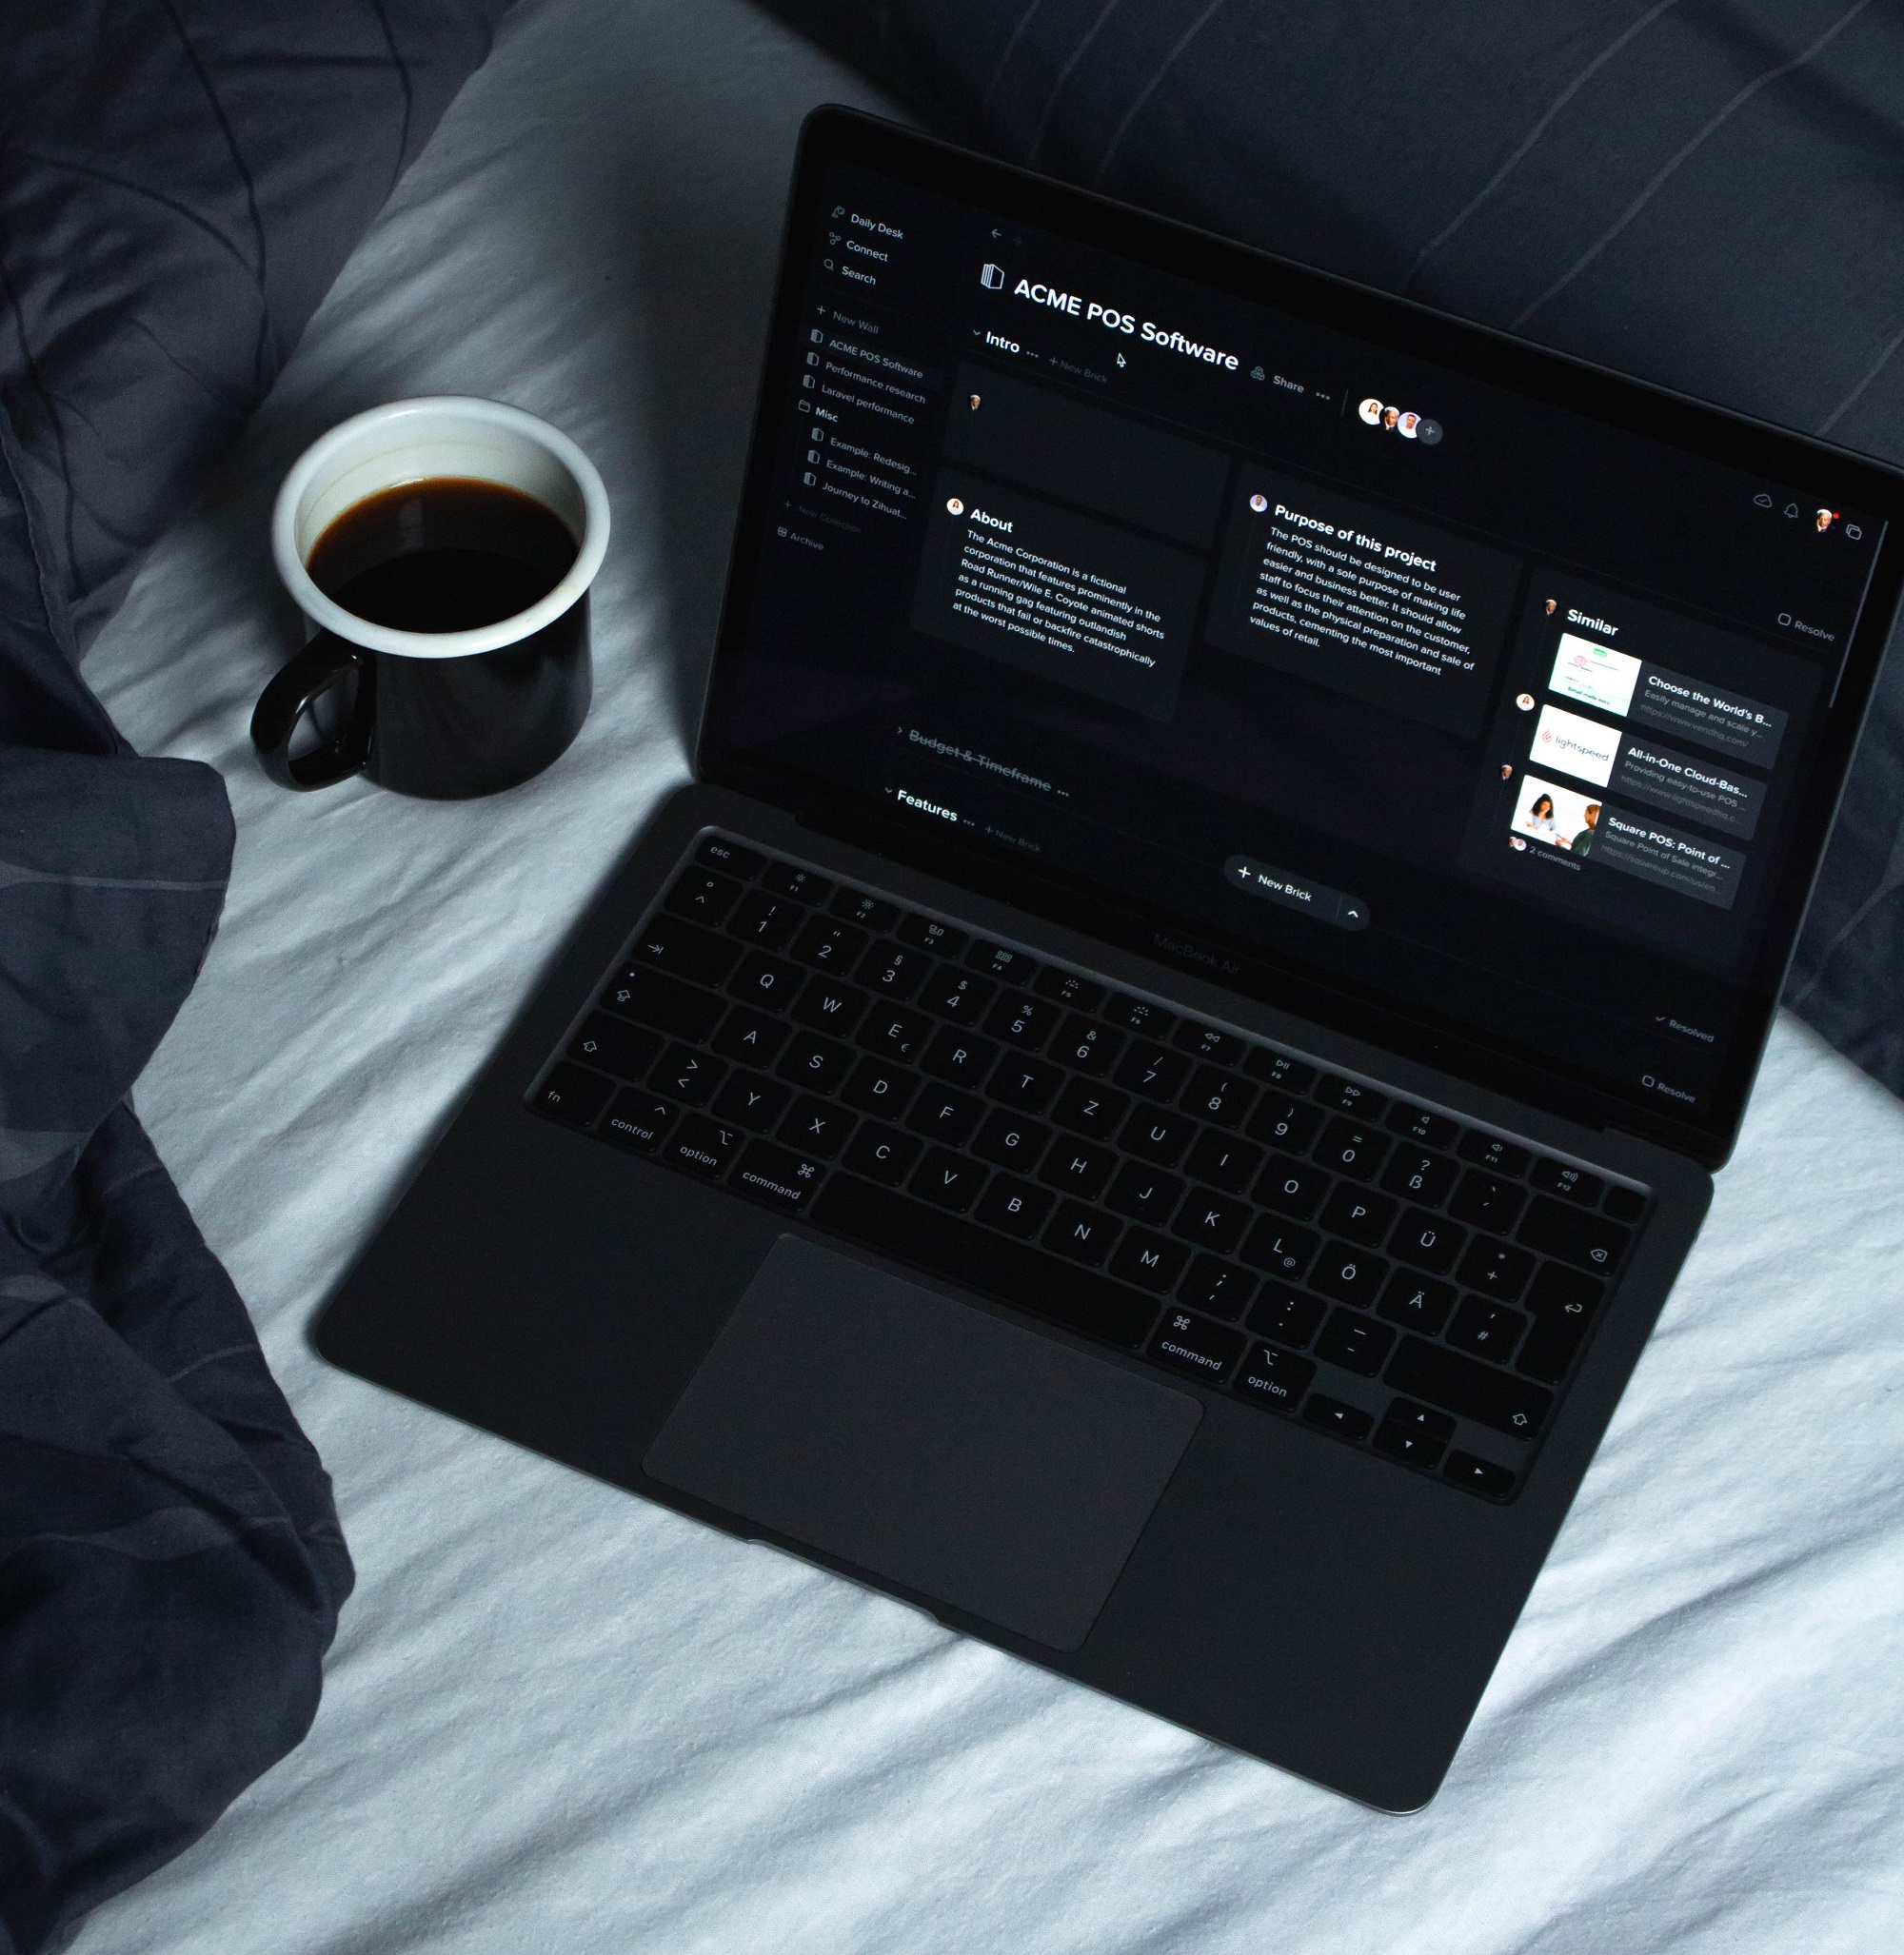 Daily Desk
Connect
Search
+ New Wall
ACME POS Software
Performance research
Laravel performance
Misc
Example: Redesig...
Example: Writing a...
Journey to Zihuat...
+ New Collection
Archive
ACME POS Software
Share ...
+
Intro ... + New Brick
About
The Acme Corporation is a fictional
corporation that features prominently in the
Road Runner/Wile E. Coyote animated shorts
as a running gag featuring outlandish
products that fail or backfire catastrophically
at the worst possible times.
Purpose of this project
The POS should be designed to be user
friendly, with a sole purpose of making life
easier and business better. It should allow
staff to focus their attention on the customer,
as well as the physical preparation and sale of
products, cementing the most important
values of retail.
Resolve
Similar
Choose the World's B...
Easily manage and scale y...
https://www.vendhq.com/
lightspeed
All-in-One Cloud-Bas...
Providing easy-to-use POS ...
https://www.lightspeedhq.c...
Square POS: Point of ...
Square Point of Sale integr...
https://squareup.com/us/en...
2 comments
Budget & Timeframe ...
Resolved
Features ... + New Brick
Resolve
+ New Brick
MacBook Air
esc F1 F2 F3 F4 F5 F6 F7 F8 F9 F10 F11 F12
° ! " § $ % & / ( ) = ? `
^ 1 2 3 4 5 6 7 8 9 0 ß ´
Q W E € R T Z U I O P Ü * +
A S D F G H J K L @ Ö Ä ' #
> < Y X C V B N M ; , : . _ -
fn control option command command option